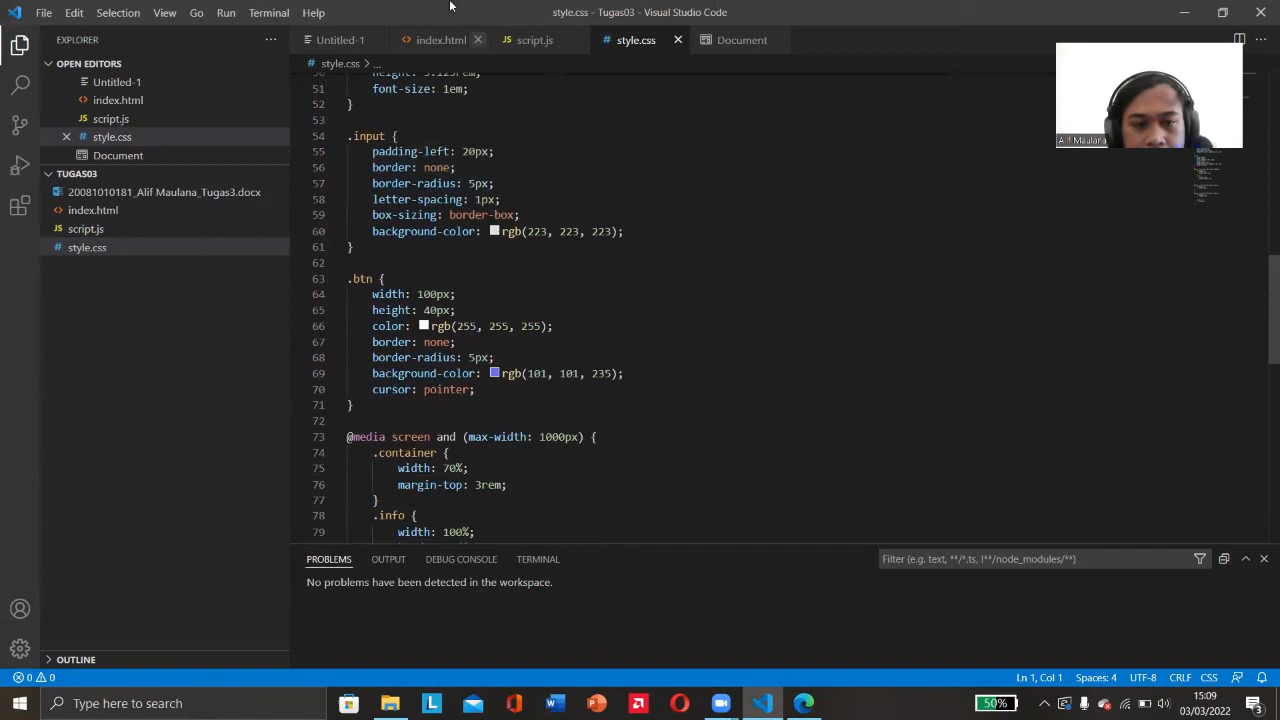 File Edit Selection View Go Run Terminal Help
style.css - Tugas03 - Visual Studio Code
EXPLORER
OPEN EDITORS
Untitled-1
index.html
script.js
style.css
Document
TUGAS03
20081010181_Alif Maulana_Tugas3.docx
index.html
script.js
style.css
OUTLINE
Untitled-1 index.html script.js style.css Document
style.css > ...
51 font-size: 1em;
52 }
53
54 .input {
55 padding-left: 20px;
56 border: none;
57 border-radius: 5px;
58 letter-spacing: 1px;
59 box-sizing: border-box;
60 background-color: rgb(223, 223, 223);
61 }
62
63 .btn {
64 width: 100px;
65 height: 40px;
66 color: rgb(255, 255, 255);
67 border: none;
68 border-radius: 5px;
69 background-color: rgb(101, 101, 235);
70 cursor: pointer;
71 }
72
73 @media screen and (max-width: 1000px) {
74 .container {
75 width: 70%;
76 margin-top: 3rem;
77 }
78 .info {
79 width: 100%;
Alif Maulana
PROBLEMS OUTPUT DEBUG CONSOLE TERMINAL
Filter (e.g. text, **/*.ts, !**/node_modules/**)
No problems have been detected in the workspace.
0 0
Ln 1, Col 1 Spaces: 4 UTF-8 CRLF CSS
Type here to search
50%
15:09
03/03/2022